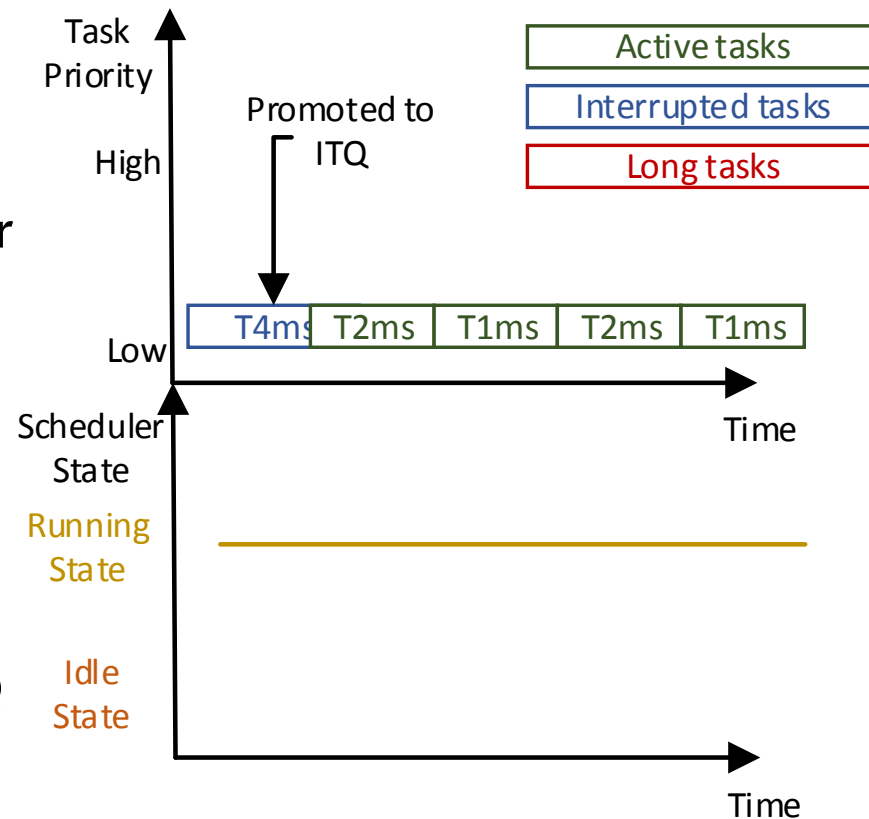 Task
Priority
Active tasks
Interrupted tasks
Long tasks
Promoted to
ITQ
High
r
T4ms
T2ms
T1ms
T2ms
T1ms
Low
Time
Scheduler
State
Running
State
Idle
State
Time